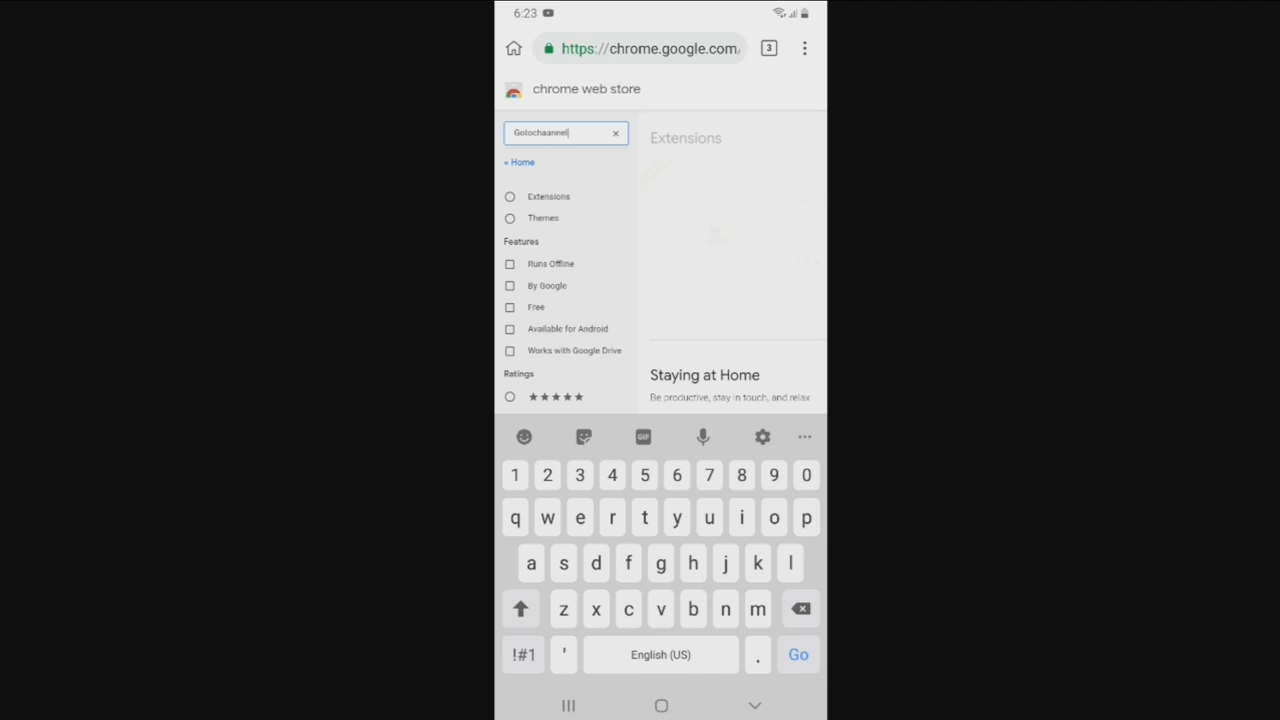 6:23
https://chrome.google.com/
3
chrome web store
Gotochaannel
Extensions
« Home
Extensions
Themes
Features
Runs Offline
By Google
Free
Available for Android
Works with Google Drive
Ratings
Staying at Home
Be productive, stay in touch, and relax
GIF
1 2 3 4 5 6 7 8 9 0
q w e r t y u i o p
a s d f g h j k l
z x c v b n m
!#1 ' English (US) . Go